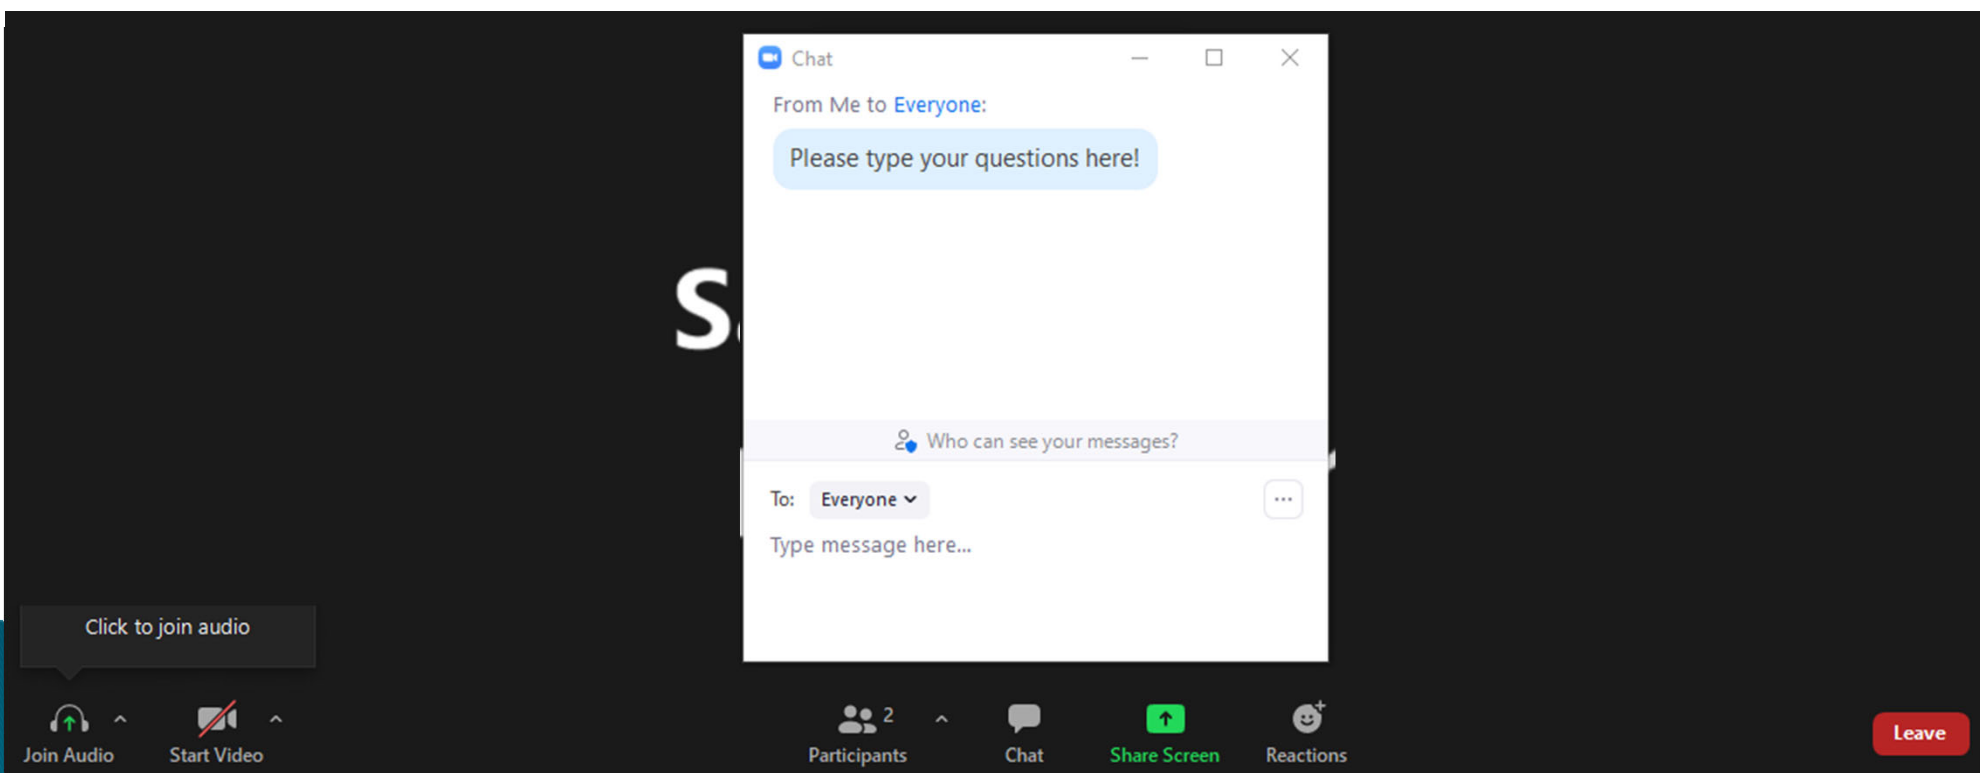 Chat
From Me to Everyone:
Please type your questions here!
Who can see your messages?
To: Everyone
Type message here...
Click to join audio
Join Audio
Start Video
2
Participants
Chat
Share Screen
Reactions
Leave